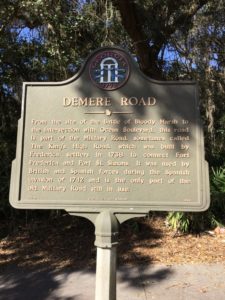 DEMERE ROAD
From the site of the Battle of Bloody Marsh to
the intersection with Ocean Boulevard, this road
is part of the Military Road, sometimes called
The King's High Road, which was built by
Frederica settlers in 1738 to connect Fort
Frederica and Fort St. Simons. It was used by
British and Spanish forces during the Spanish
invasion of 1742 and is the only part of the
old Military Road still in use.